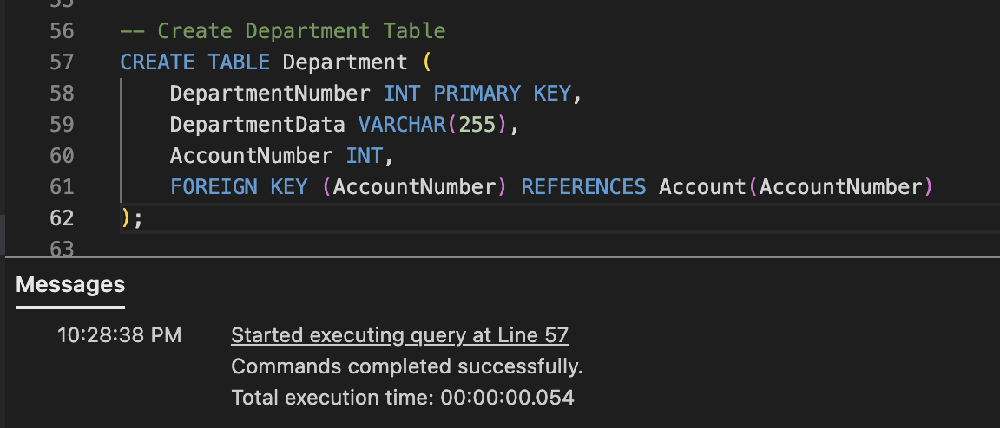 55
56 -- Create Department Table
57 CREATE TABLE Department (
58 DepartmentNumber INT PRIMARY KEY,
59 DepartmentData VARCHAR(255),
60 AccountNumber INT,
61 FOREIGN KEY (AccountNumber) REFERENCES Account(AccountNumber)
62 );
63
Messages
10:28:38 PM Started executing query at Line 57
Commands completed successfully.
Total execution time: 00:00:00.054